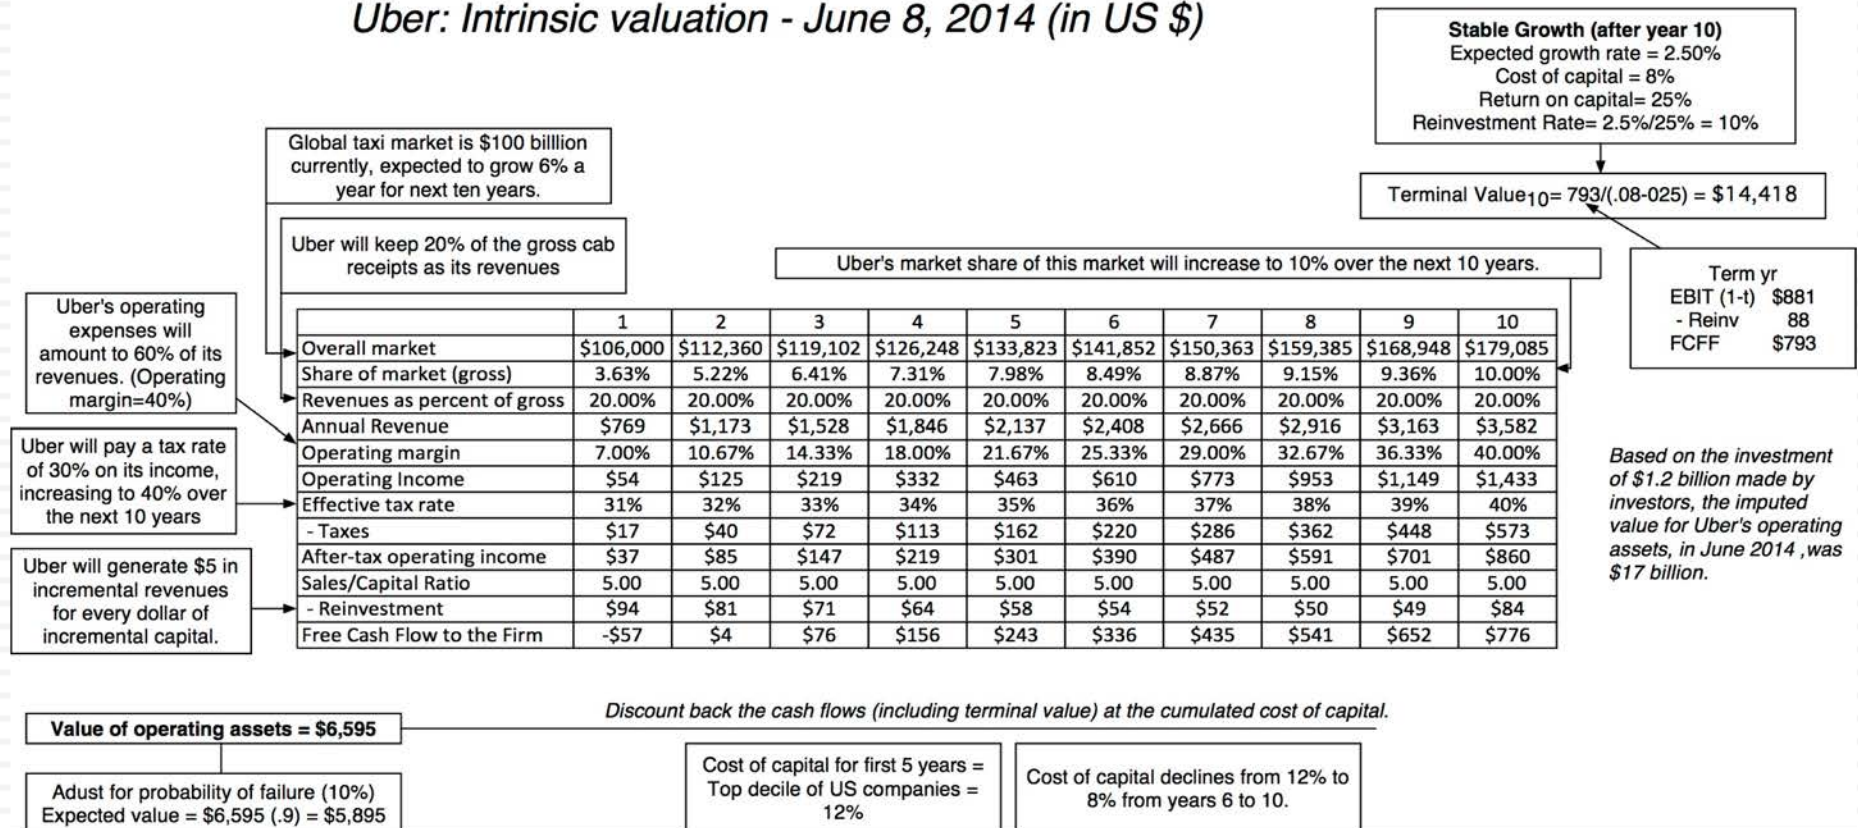 Uber: Intrinsic valuation - June 8, 2014 (in US $)
Stable Growth (after year 10)
Expected growth rate = 2.50%
Cost of capital = 8%
Return on capital= 25%
Reinvestment Rate= 2.5%/25% = 10%
Terminal Value10= 793/(.08-025) = $14,418
Term yr
EBIT (1-t) $881
- Reinv 88
FCFF $793
Global taxi market is $100 billlion
currently, expected to grow 6% a
year for next ten years.
Uber will keep 20% of the gross cab
receipts as its revenues
Uber's market share of this market will increase to 10% over the next 10 years.
Uber's operating
expenses will
amount to 60% of its
revenues. (Operating
margin=40%)
Uber will pay a tax rate
of 30% on its income,
increasing to 40% over
the next 10 years
Uber will generate $5 in
incremental revenues
for every dollar of
incremental capital.
1 2 3 4 5 6 7 8 9 10
Overall market $106,000 $112,360 $119,102 $126,248 $133,823 $141,852 $150,363 $159,385 $168,948 $179,085
Share of market (gross) 3.63% 5.22% 6.41% 7.31% 7.98% 8.49% 8.87% 9.15% 9.36% 10.00%
Revenues as percent of gross 20.00% 20.00% 20.00% 20.00% 20.00% 20.00% 20.00% 20.00% 20.00% 20.00%
Annual Revenue $769 $1,173 $1,528 $1,846 $2,137 $2,408 $2,666 $2,916 $3,163 $3,582
Operating margin 7.00% 10.67% 14.33% 18.00% 21.67% 25.33% 29.00% 32.67% 36.33% 40.00%
Operating Income $54 $125 $219 $332 $463 $610 $773 $953 $1,149 $1,433
Effective tax rate 31% 32% 33% 34% 35% 36% 37% 38% 39% 40%
- Taxes $17 $40 $72 $113 $162 $220 $286 $362 $448 $573
After-tax operating income $37 $85 $147 $219 $301 $390 $487 $591 $701 $860
Sales/Capital Ratio 5.00 5.00 5.00 5.00 5.00 5.00 5.00 5.00 5.00 5.00
- Reinvestment $94 $81 $71 $64 $58 $54 $52 $50 $49 $84
Free Cash Flow to the Firm -$57 $4 $76 $156 $243 $336 $435 $541 $652 $776
Based on the investment
of $1.2 billion made by
investors, the imputed
value for Uber's operating
assets, in June 2014 ,was
$17 billion.
Discount back the cash flows (including terminal value) at the cumulated cost of capital.
Value of operating assets = $6,595
Adust for probability of failure (10%)
Expected value = $6,595 (.9) = $5,895
Cost of capital for first 5 years =
Top decile of US companies =
12%
Cost of capital declines from 12% to
8% from years 6 to 10.